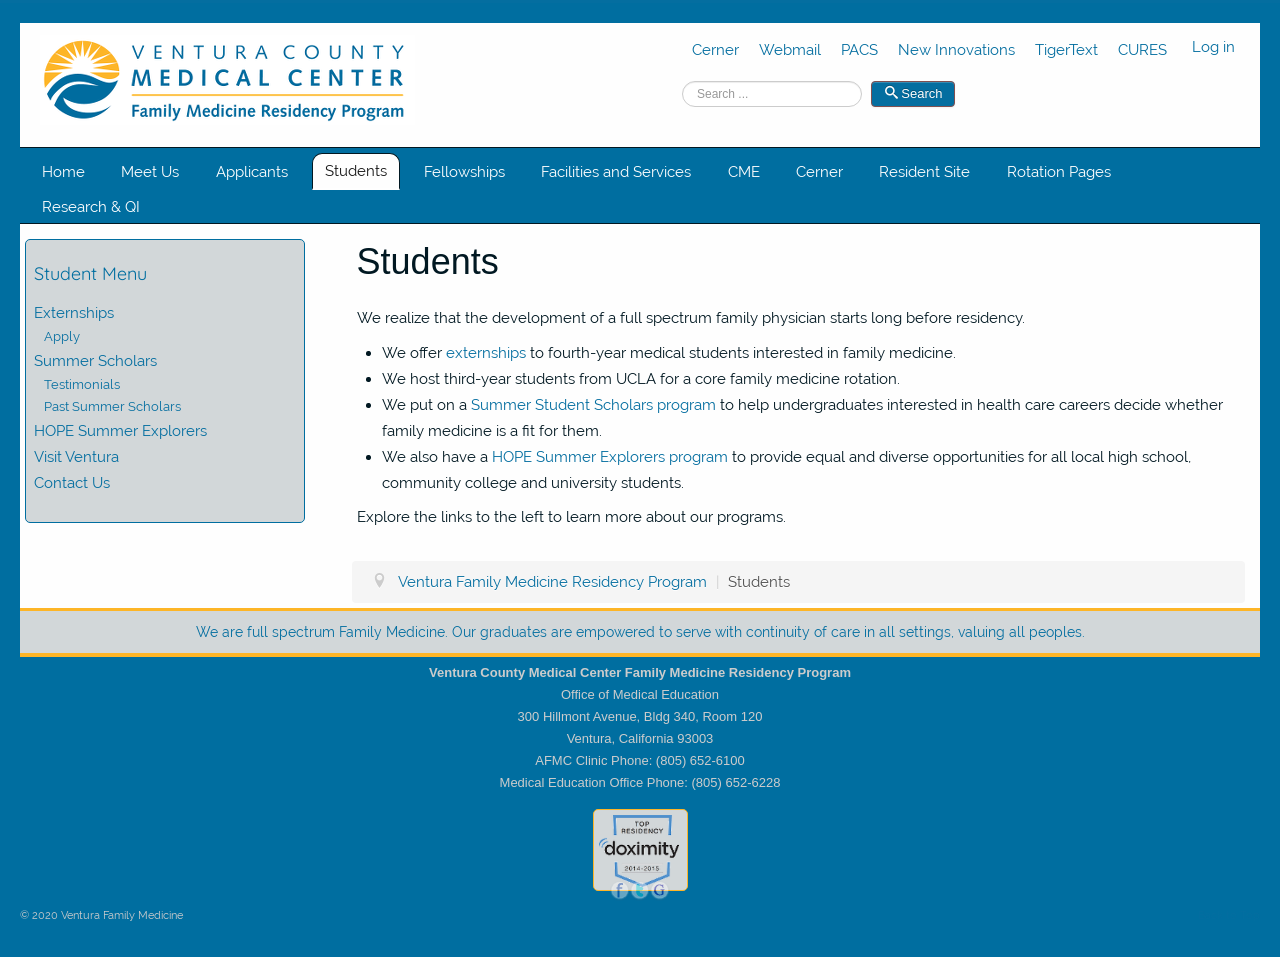 VENTURA COUNTY
MEDICAL CENTER
Family Medicine Residency Program
Cerner Webmail PACS New Innovations TigerText CURES Log in
Search ... Search
Home Meet Us Applicants Students Fellowships Facilities and Services CME Cerner Resident Site Rotation Pages
Research & QI
Student Menu
Externships
Apply
Summer Scholars
Testimonials
Past Summer Scholars
HOPE Summer Explorers
Visit Ventura
Contact Us
Students
We realize that the development of a full spectrum family physician starts long before residency.
We offer externships to fourth-year medical students interested in family medicine.
We host third-year students from UCLA for a core family medicine rotation.
We put on a Summer Student Scholars program to help undergraduates interested in health care careers decide whether
family medicine is a fit for them.
We also have a HOPE Summer Explorers program to provide equal and diverse opportunities for all local high school,
community college and university students.
Explore the links to the left to learn more about our programs.
Ventura Family Medicine Residency Program | Students
We are full spectrum Family Medicine. Our graduates are empowered to serve with continuity of care in all settings, valuing all peoples.
Ventura County Medical Center Family Medicine Residency Program
Office of Medical Education
300 Hillmont Avenue, Bldg 340, Room 120
Ventura, California 93003
AFMC Clinic Phone: (805) 652-6100
Medical Education Office Phone: (805) 652-6228
TOP
RESIDENCY
doximity
2014-2015
f G
© 2020 Ventura Family Medicine